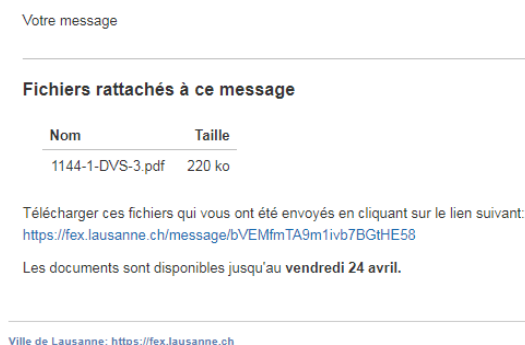 Votre message
Fichiers rattachés à ce message
Nom Taille
1144-1-DVS-3.pdf 220 ko
Télécharger ces fichiers qui vous ont été envoyés en cliquant sur le lien suivant:
https://fex.lausanne.ch/message/bVEMfmTA9m1ivb7BGtHE58
Les documents sont disponibles jusqu'au vendredi 24 avril.
Ville de Lausanne: https://fex.lausanne.ch